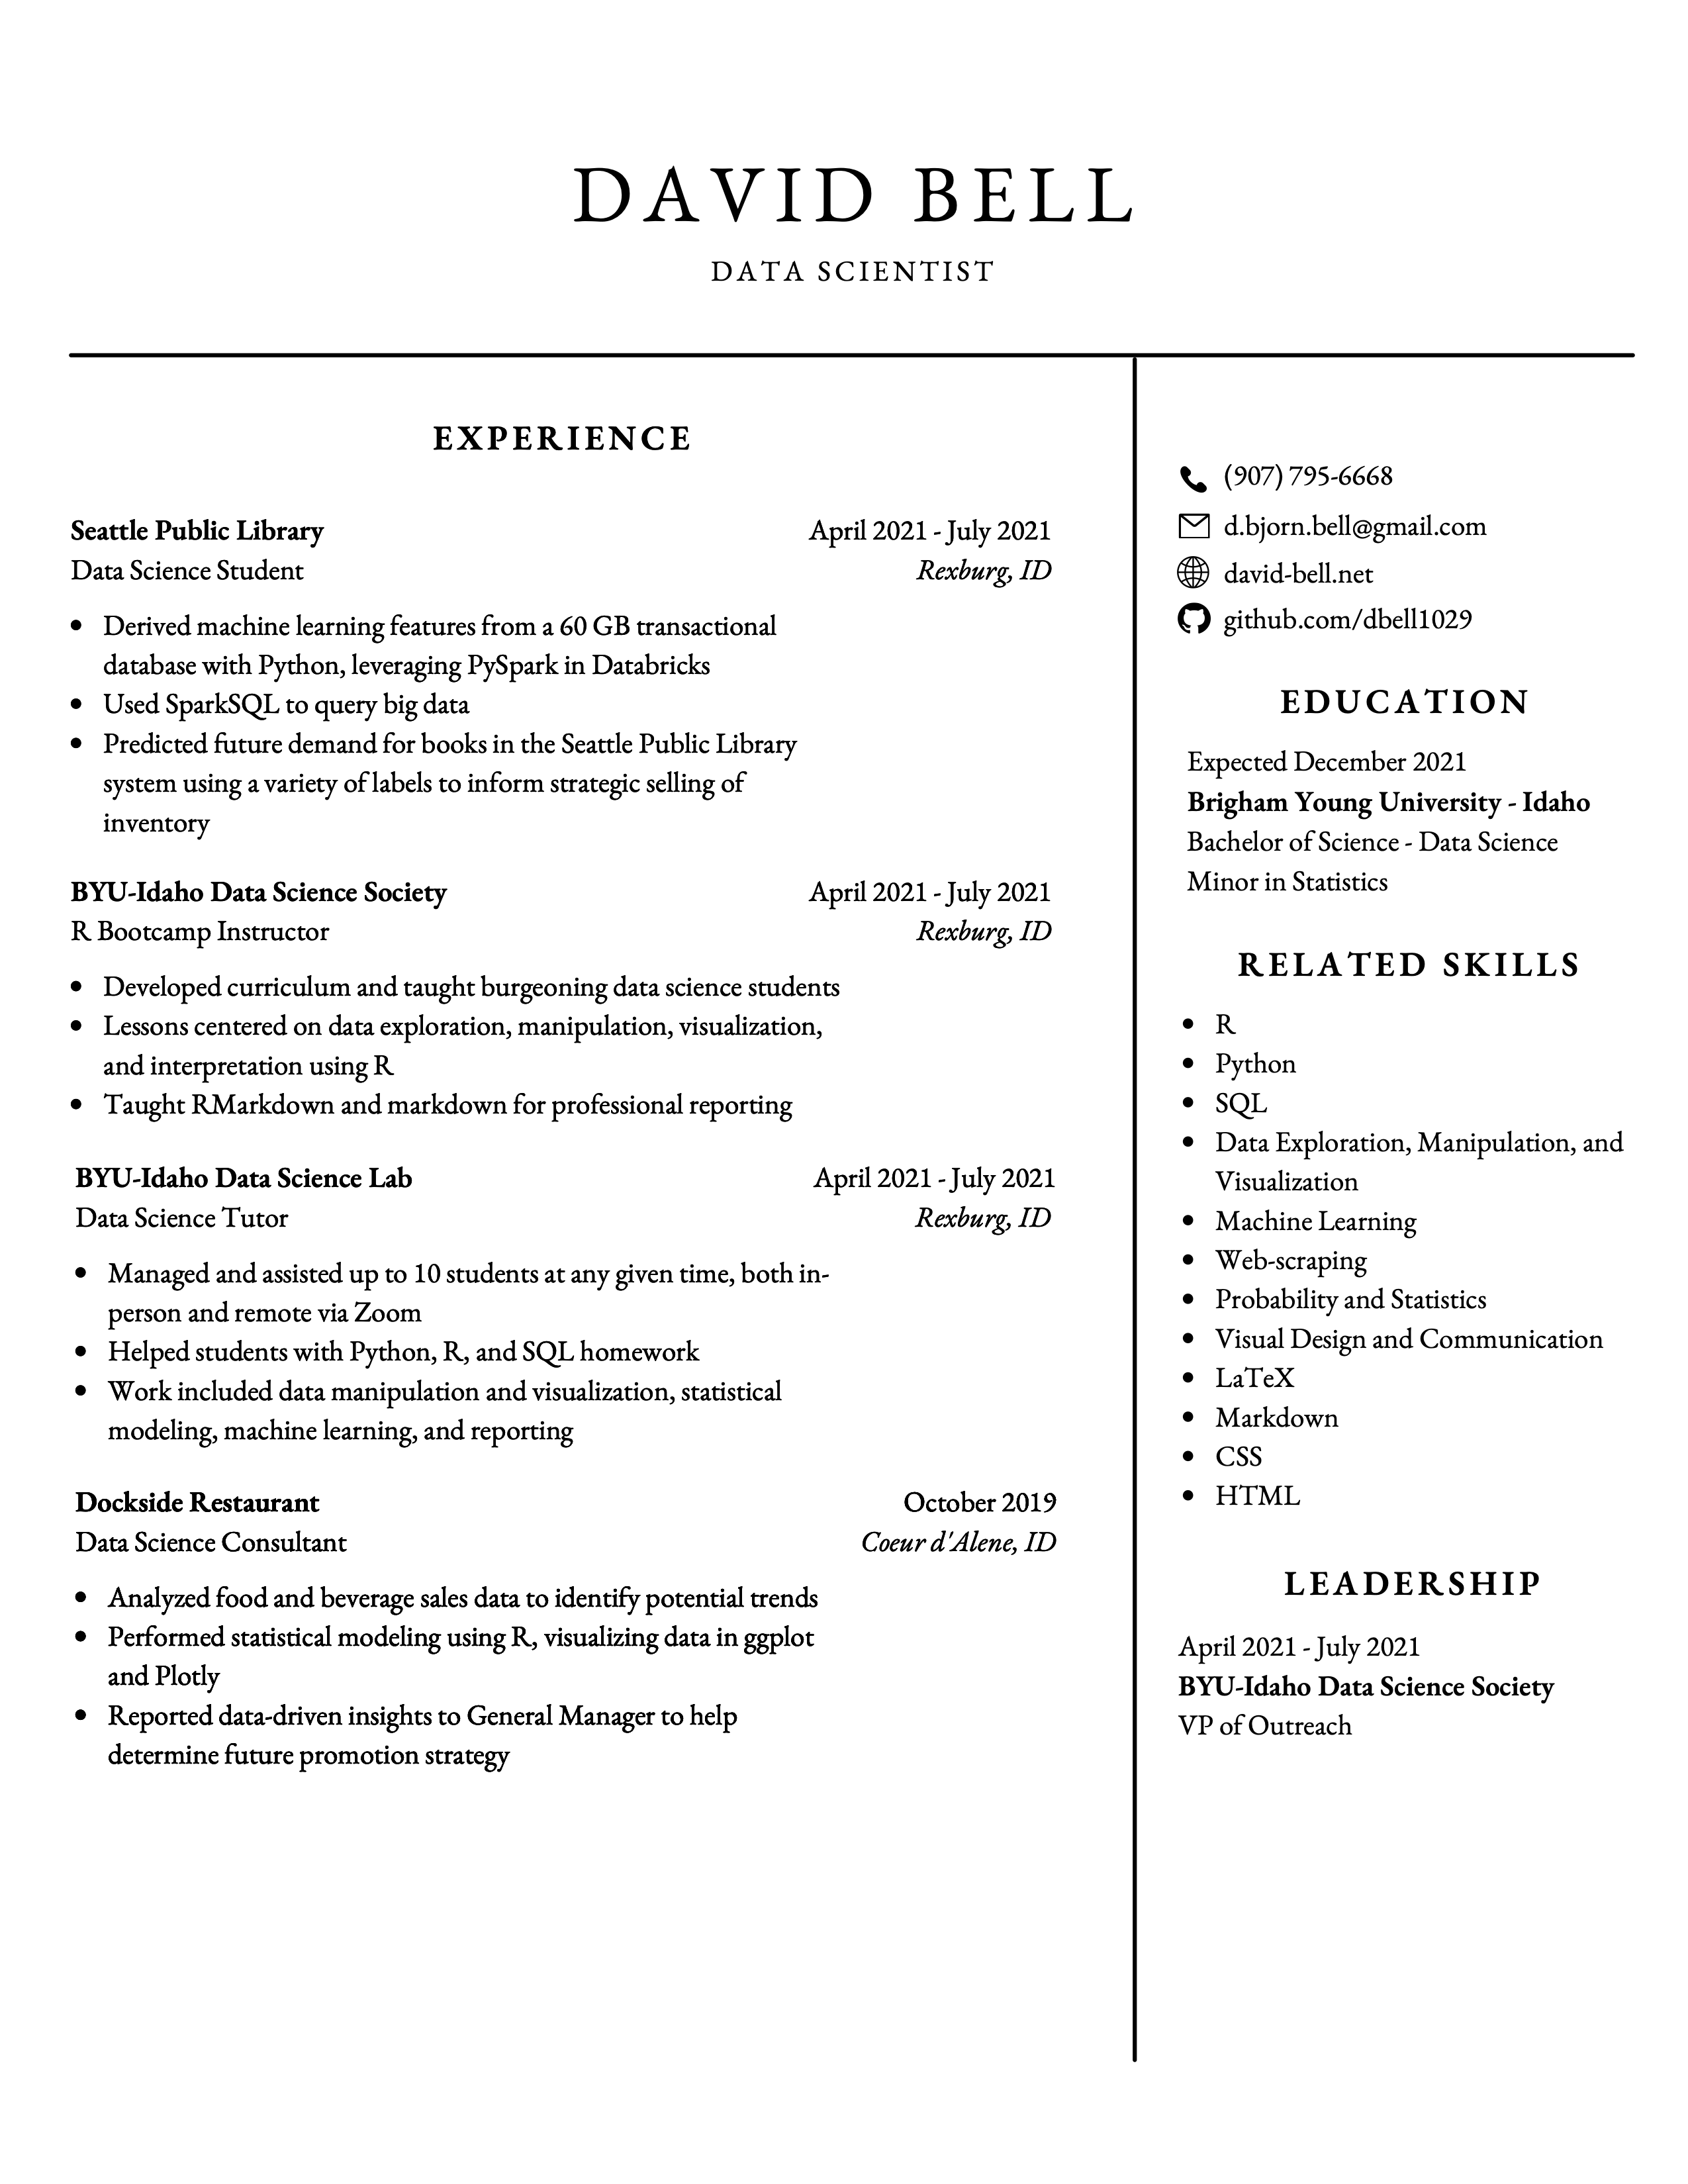 DAVID BELL
DATA SCIENTIST
EXPERIENCE
Seattle Public Library April 2021 - July 2021
Data Science Student Rexburg, ID
• Derived machine learning features from a 60 GB transactional
database with Python, leveraging PySpark in Databricks
• Used SparkSQL to query big data
• Predicted future demand for books in the Seattle Public Library
system using a variety of labels to inform strategic selling of
inventory
BYU-Idaho Data Science Society April 2021 - July 2021
R Bootcamp Instructor Rexburg, ID
• Developed curriculum and taught burgeoning data science students
• Lessons centered on data exploration, manipulation, visualization,
and interpretation using R
• Taught RMarkdown and markdown for professional reporting
BYU-Idaho Data Science Lab April 2021 - July 2021
Data Science Tutor Rexburg, ID
• Managed and assisted up to 10 students at any given time, both in-
person and remote via Zoom
• Helped students with Python, R, and SQL homework
• Work included data manipulation and visualization, statistical
modeling, machine learning, and reporting
Dockside Restaurant October 2019
Data Science Consultant Coeur d'Alene, ID
• Analyzed food and beverage sales data to identify potential trends
• Performed statistical modeling using R, visualizing data in ggplot
and Plotly
• Reported data-driven insights to General Manager to help
determine future promotion strategy
(907) 795-6668
d.bjorn.bell@gmail.com
david-bell.net
github.com/dbell1029
EDUCATION
Expected December 2021
Brigham Young University - Idaho
Bachelor of Science - Data Science
Minor in Statistics
RELATED SKILLS
• R
• Python
• SQL
• Data Exploration, Manipulation, and
Visualization
• Machine Learning
• Web-scraping
• Probability and Statistics
• Visual Design and Communication
• LaTeX
• Markdown
• CSS
• HTML
LEADERSHIP
April 2021 - July 2021
BYU-Idaho Data Science Society
VP of Outreach